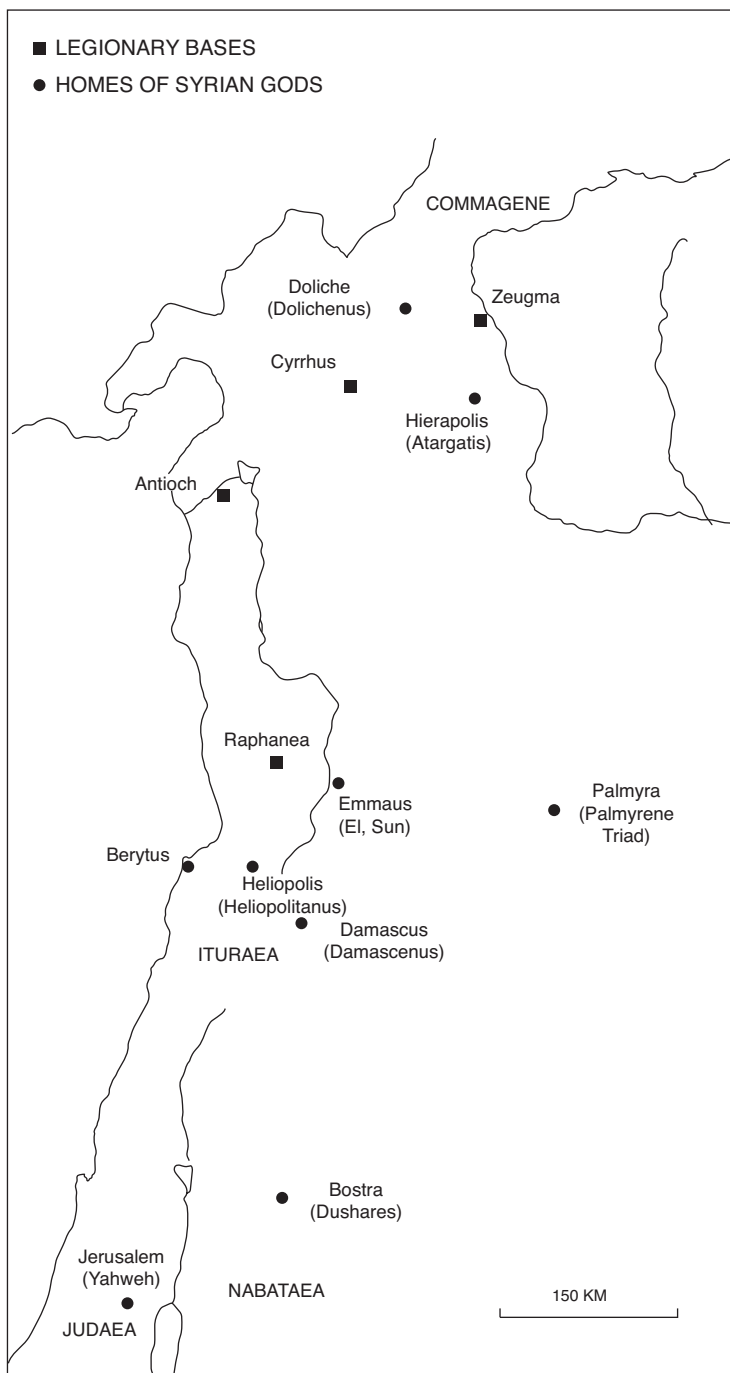 LEGIONARY BASES
HOMES OF SYRIAN GODS
COMMAGENE
Doliche
(Dolichenus)
Zeugma
Cyrrhus
Hierapolis
(Atargatis)
Antioch
Raphanea
Emmaus
(El, Sun)
Palmyra
(Palmyrene
Triad)
Berytus
Heliopolis
(Heliopolitanus)
Damascus
(Damascenus)
ITURAEA
Bostra
(Dushares)
Jerusalem
(Yahweh)
NABATAEA
150 KM
JUDAEA